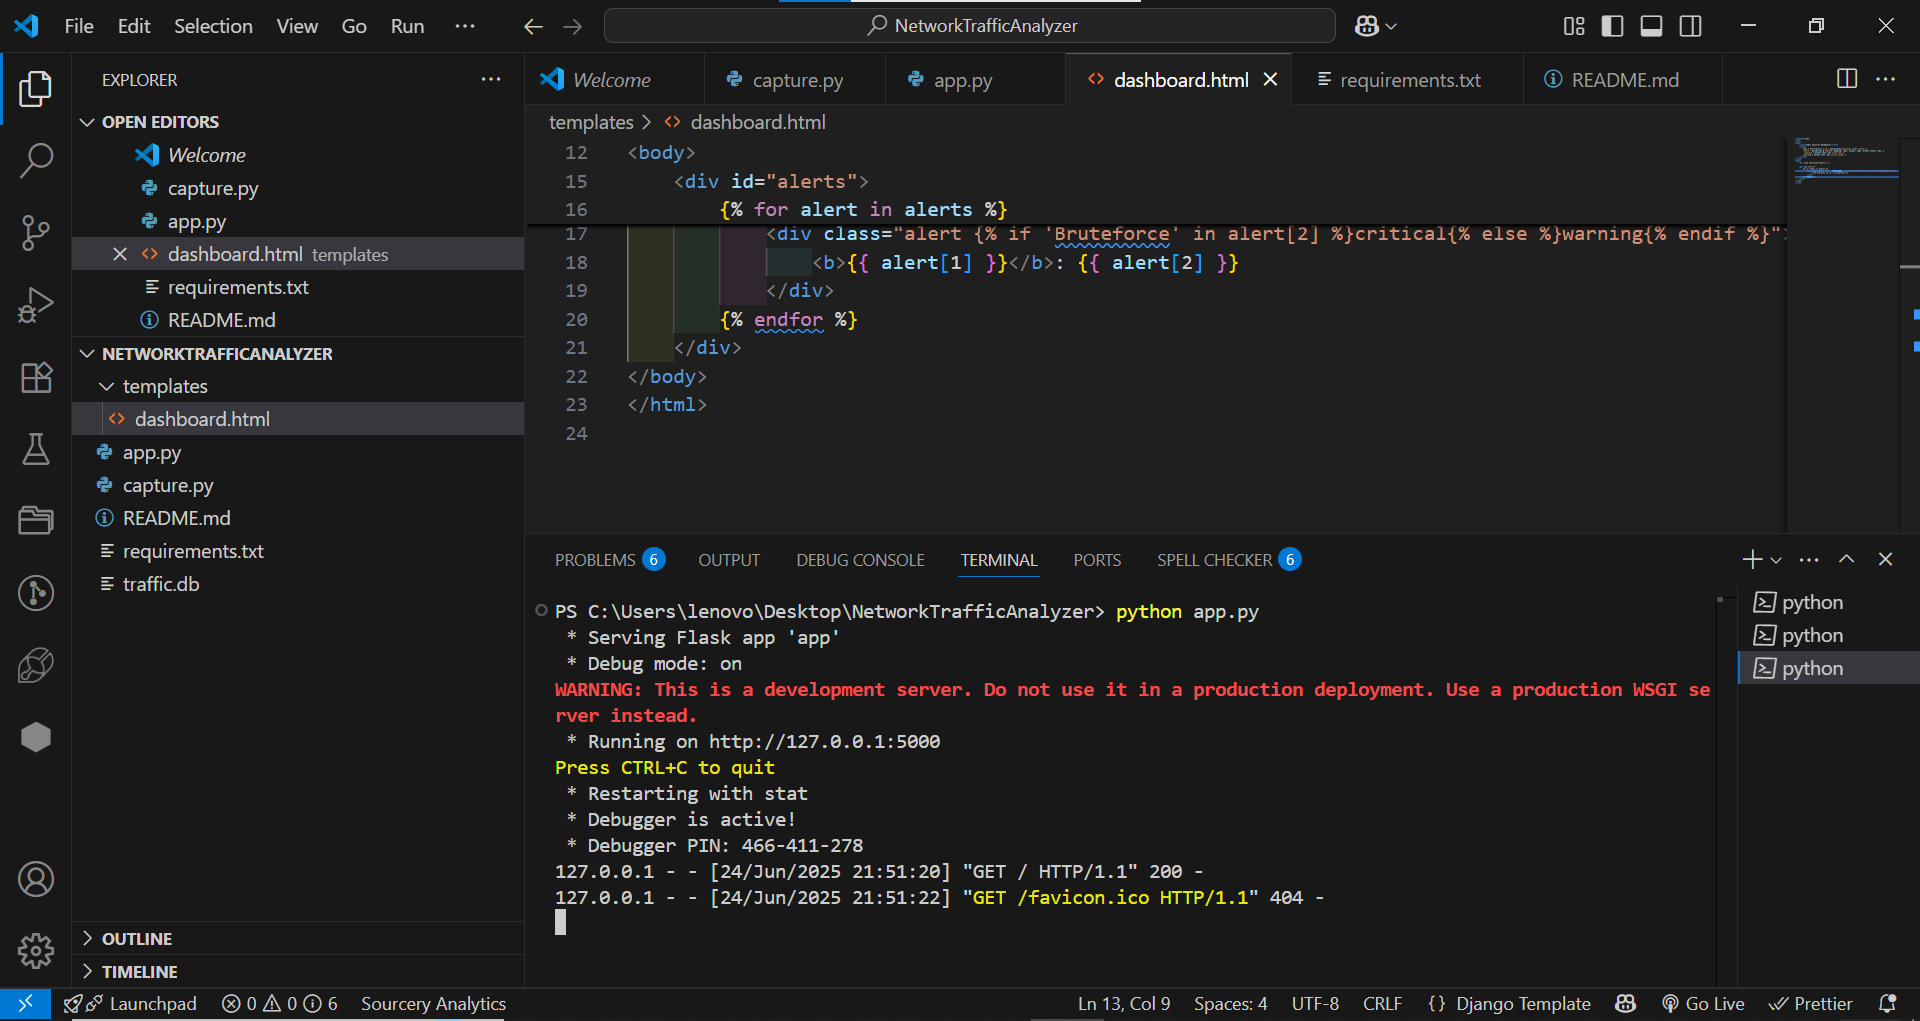 File Edit Selection View Go Run ···
NetworkTrafficAnalyzer
EXPLORER
OPEN EDITORS
Welcome
capture.py
app.py
dashboard.html templates
requirements.txt
README.md
NETWORKTRAFFICANALYZER
templates
dashboard.html
app.py
capture.py
README.md
requirements.txt
traffic.db
OUTLINE
TIMELINE
Welcome capture.py app.py dashboard.html requirements.txt README.md
templates > dashboard.html
12 <body>
15 <div id="alerts">
16 {% for alert in alerts %}
17 <div class="alert {% if 'Bruteforce' in alert[2] %}critical{% else %}warning{% endif %}">
18 <b>{{ alert[1] }}</b>: {{ alert[2] }}
19 </div>
20 {% endfor %}
21 </div>
22 </body>
23 </html>
24
PROBLEMS 6 OUTPUT DEBUG CONSOLE TERMINAL PORTS SPELL CHECKER 6
PS C:\Users\lenovo\Desktop\NetworkTrafficAnalyzer> python app.py
* Serving Flask app 'app'
* Debug mode: on
WARNING: This is a development server. Do not use it in a production deployment. Use a production WSGI se
rver instead.
* Running on http://127.0.0.1:5000
Press CTRL+C to quit
* Restarting with stat
* Debugger is active!
* Debugger PIN: 466-411-278
127.0.0.1 - - [24/Jun/2025 21:51:20] "GET / HTTP/1.1" 200 -
127.0.0.1 - - [24/Jun/2025 21:51:22] "GET /favicon.ico HTTP/1.1" 404 -
python
python
python
Launchpad 0 0 6 Sourcery Analytics Ln 13, Col 9 Spaces: 4 UTF-8 CRLF {} Django Template Go Live Prettier